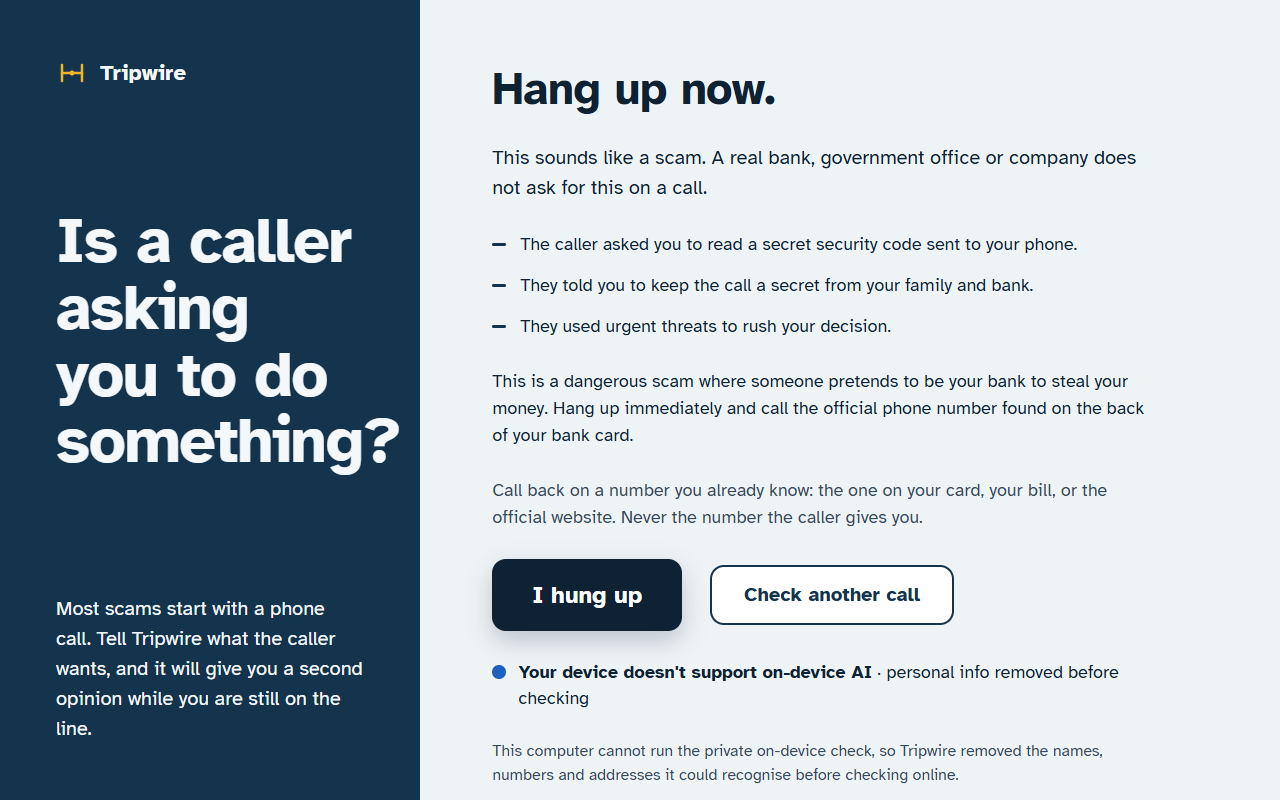 Tripwire
Is a caller
asking
you to do
something?
Most scams start with a phone
call. Tell Tripwire what the caller
wants, and it will give you a second
opinion while you are still on the
line.
Hang up now.
This sounds like a scam. A real bank, government office or company does
not ask for this on a call.
The caller asked you to read a secret security code sent to your phone.
They told you to keep the call a secret from your family and bank.
They used urgent threats to rush your decision.
This is a dangerous scam where someone pretends to be your bank to steal your
money. Hang up immediately and call the official phone number found on the back
of your bank card.
Call back on a number you already know: the one on your card, your bill, or the
official website. Never the number the caller gives you.
I hung up
Check another call
Your device doesn't support on-device AI · personal info removed before
checking
This computer cannot run the private on-device check, so Tripwire removed the names,
numbers and addresses it could recognise before checking online.